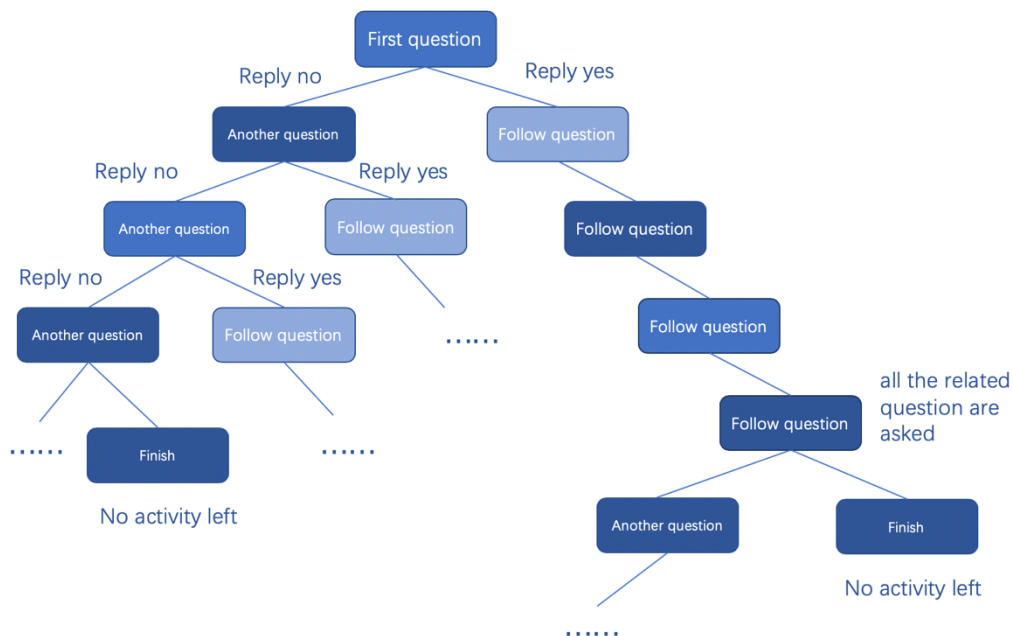 First question
Reply no
Reply yes
Another question
Follow question
Reply no
Reply yes
Another question
Follow question
Follow question
Reply no
Reply yes
Another question
Follow question
......
Follow question
all the related
question are
asked
Follow question
......
Finish
......
No activity left
Another question
Finish
No activity left
......